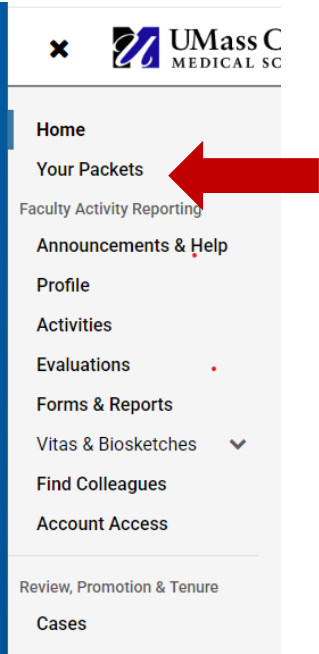 UMass C
MEDICAL SC
Home
Your Packets
Faculty Activity Reporting
Announcements & Help
Profile
Activities
Evaluations
Forms & Reports
Vitas & Biosketches
Find Colleagues
Account Access
Review, Promotion & Tenure
Cases